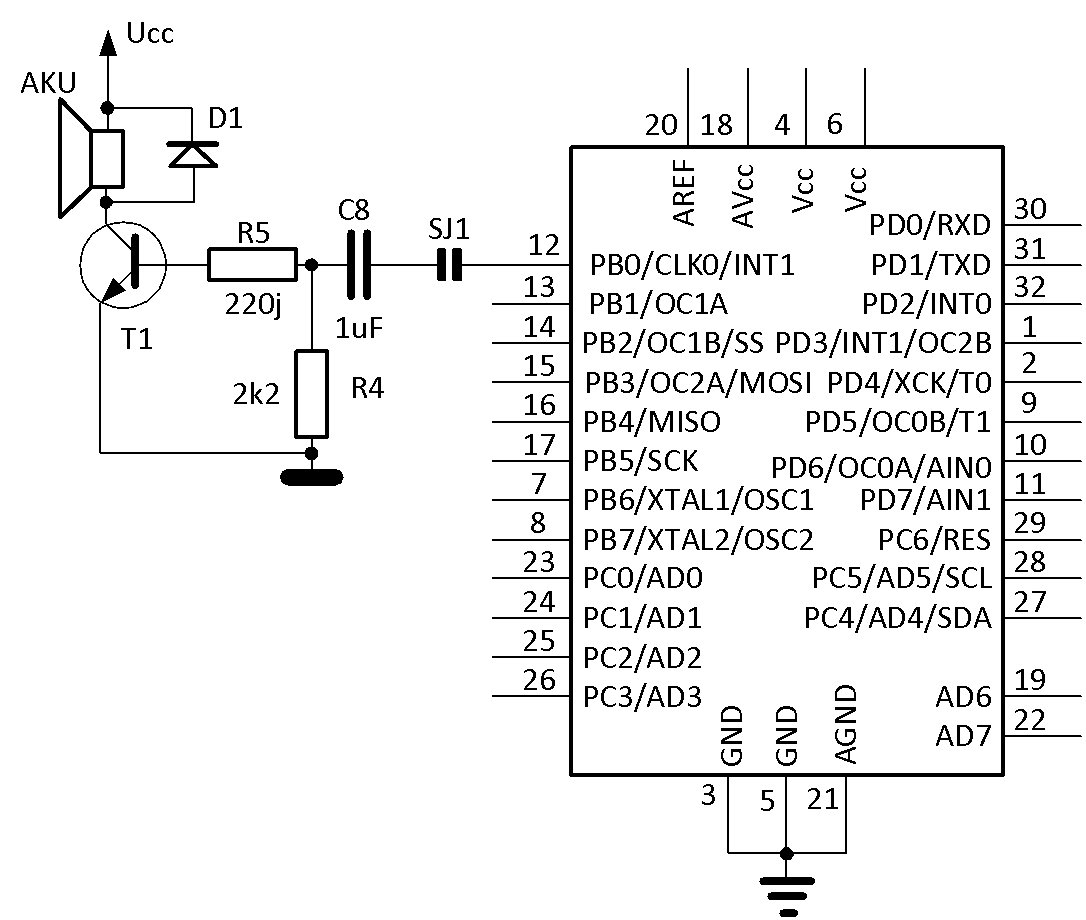 Ucc
AKU
D1
C8
SJ1
R5
220j
1uF
T1
2k2
R4
20 18 4 6
AREF AVcc Vcc Vcc
12 PB0/CLK0/INT1
13 PB1/OC1A
14 PB2/OC1B/SS
15 PB3/OC2A/MOSI
16 PB4/MISO
17 PB5/SCK
7 PB6/XTAL1/OSC1
8 PB7/XTAL2/OSC2
23 PC0/AD0
24 PC1/AD1
25 PC2/AD2
26 PC3/AD3
PD0/RXD 30
PD1/TXD 31
PD2/INT0 32
PD3/INT1/OC2B 1
PD4/XCK/T0 2
PD5/OC0B/T1 9
PD6/OC0A/AIN0 10
PD7/AIN1 11
PC6/RES 29
PC5/AD5/SCL 28
PC4/AD4/SDA 27
AD6 19
AD7 22
GND GND AGND
3 5 21